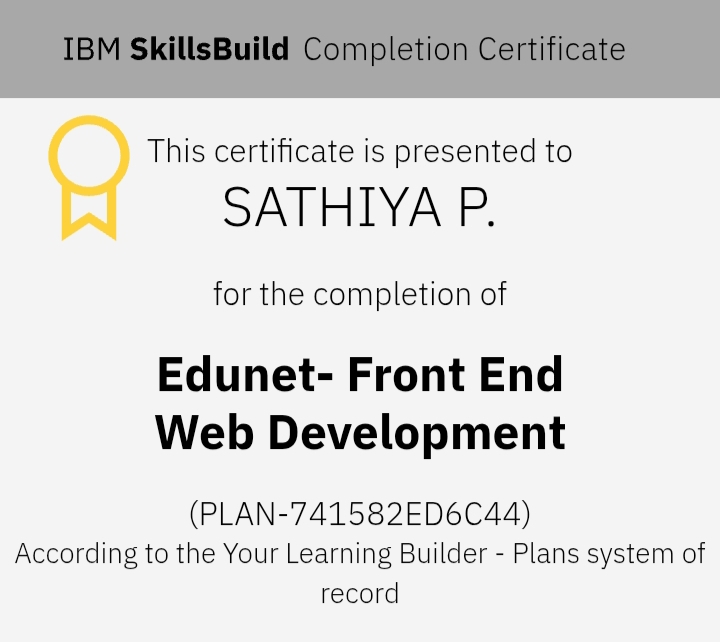 IBM SkillsBuild Completion Certificate
This certificate is presented to
SATHIYA P.
for the completion of
Edunet- Front End
Web Development
(PLAN-741582ED6C44)
According to the Your Learning Builder - Plans system of
record